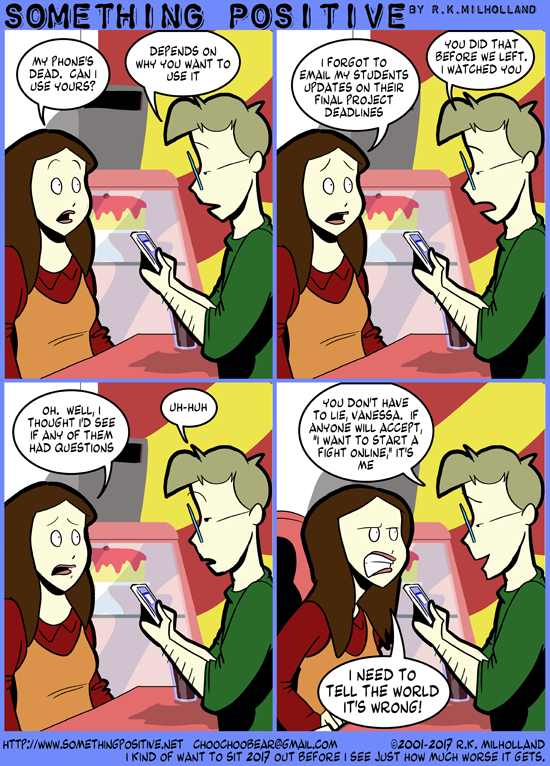 SOMETHING POSITIVE BY R.K.MILHOLLAND
MY PHONE'S
DEAD. CAN I
USE YOURS?
DEPENDS ON
WHY YOU WANT TO
USE IT
I FORGOT TO
EMAIL MY STUDENTS
UPDATES ON THEIR
FINAL PROJECT
DEADLINES
YOU DID THAT
BEFORE WE LEFT.
I WATCHED YOU
OH. WELL, I
THOUGHT I'D SEE
IF ANY OF THEM
HAD QUESTIONS
UH-HUH
YOU DON'T HAVE
TO LIE, VANESSA. IF
ANYONE WILL ACCEPT,
"I WANT TO START A
FIGHT ONLINE," IT'S
ME
I NEED TO
TELL THE WORLD
IT'S WRONG!
HTTP://WWW.SOMETHINGPOSITIVE.NET CHOOCHOOBEAR@GMAIL.COM ©2001-2017 R.K. MILHOLLAND
I KIND OF WANT TO SIT 2017 OUT BEFORE I SEE JUST HOW MUCH WORSE IT GETS.